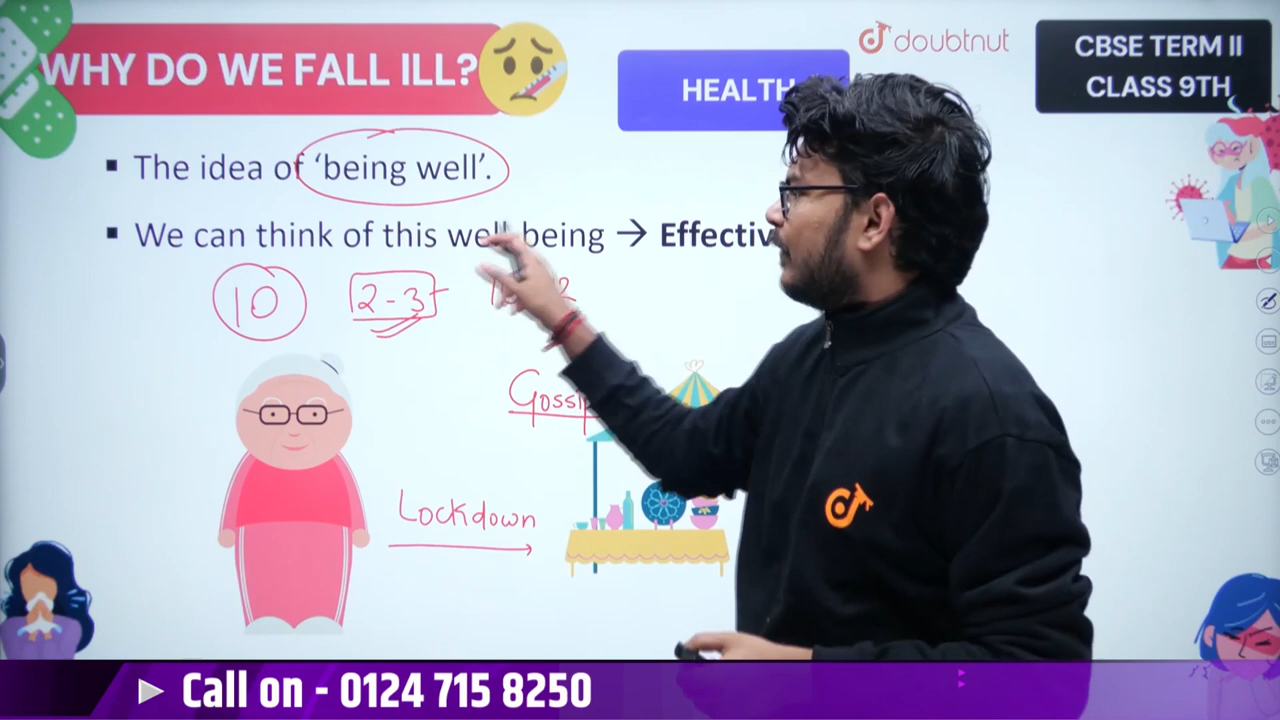 WHY DO WE FALL ILL?
HEALTH
doubtnut
CBSE TERM II
CLASS 9TH
▪ The idea of ‘being well’.
▪ We can think of this well being → Effectiv
10 2-3
Gossip
Lockdown
Call on - 0124 715 8250